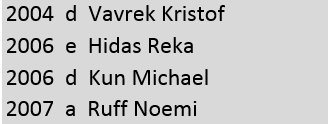 2004 d Vavrek Kristof
2006 e Hidas Reka
2006 d Kun Michael
2007 a Ruff Noemi